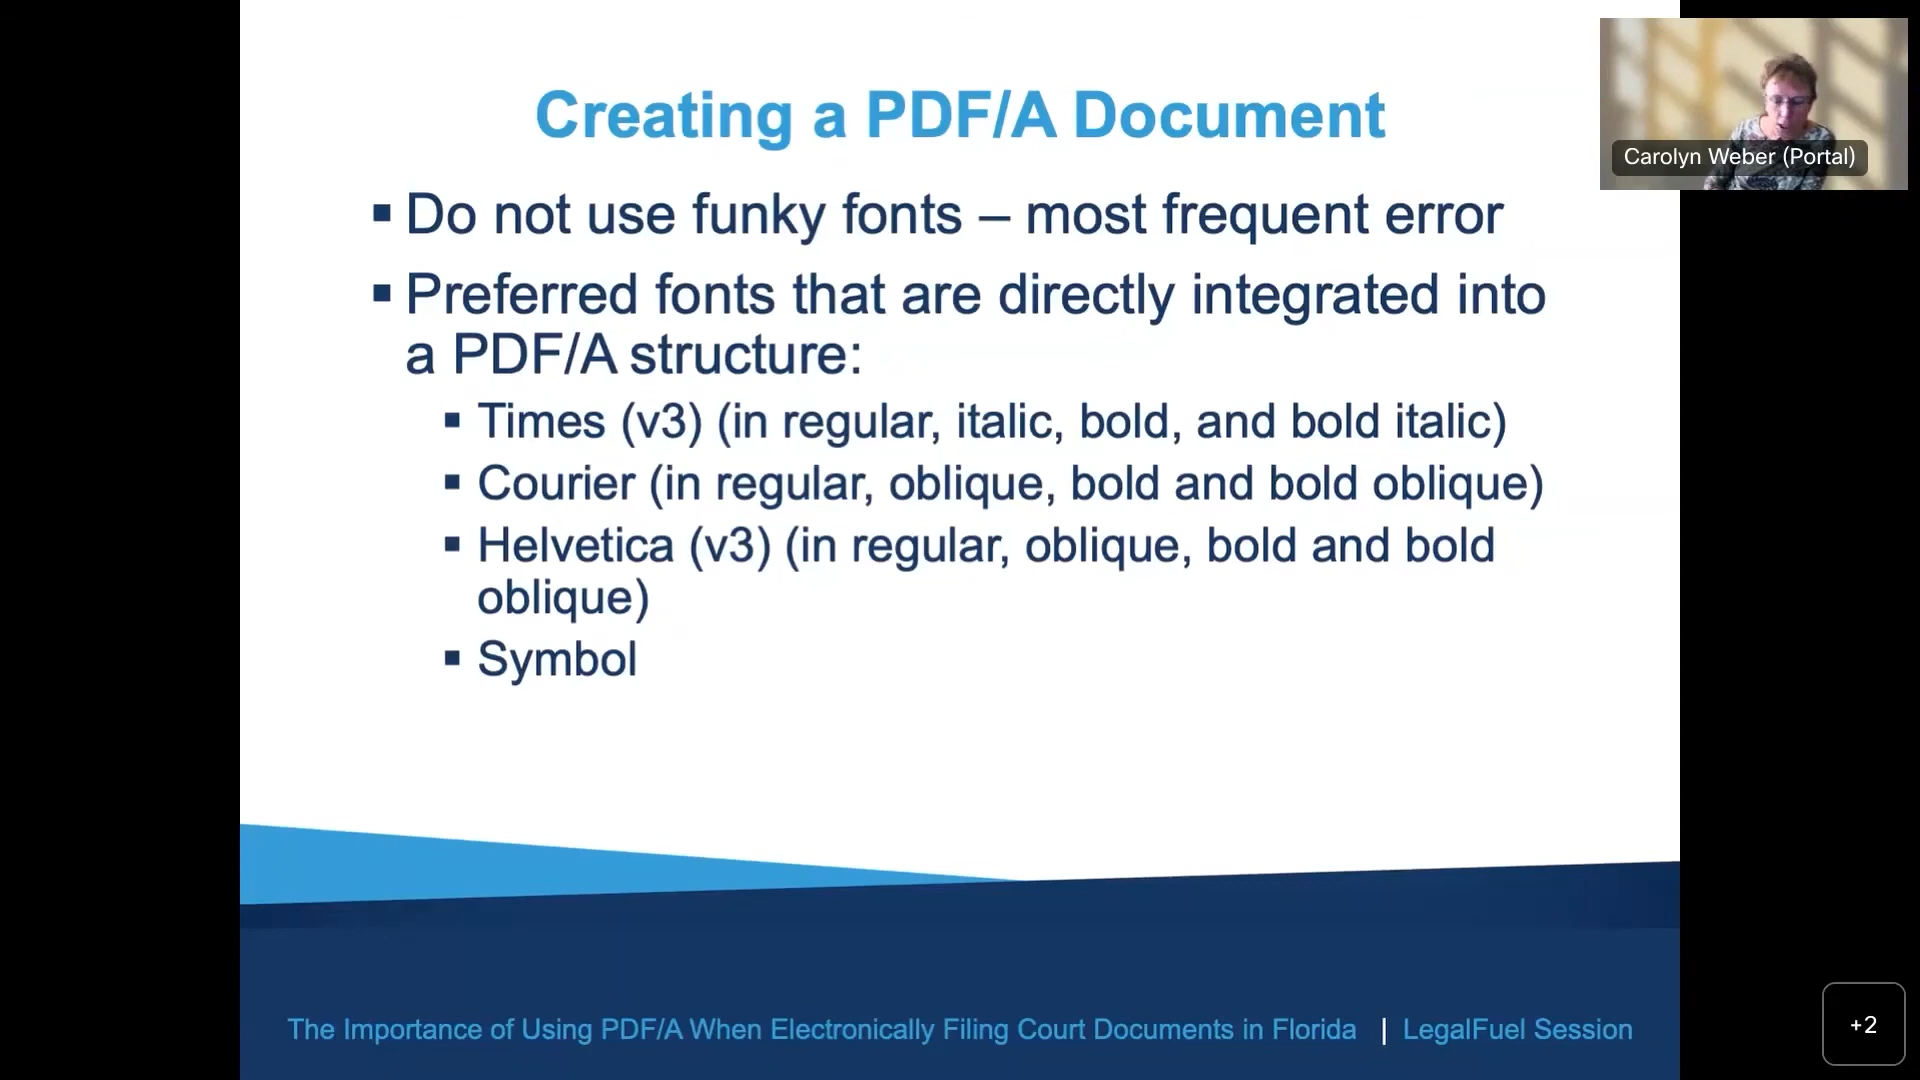 Creating a PDF/A Document
Carolyn Weber (Portal)
▪ Do not use funky fonts – most frequent error
▪ Preferred fonts that are directly integrated into
a PDF/A structure:
▪ Times (v3) (in regular, italic, bold, and bold italic)
▪ Courier (in regular, oblique, bold and bold oblique)
▪ Helvetica (v3) (in regular, oblique, bold and bold
oblique)
▪ Symbol
The Importance of Using PDF/A When Electronically Filing Court Documents in Florida | LegalFuel Session
+2